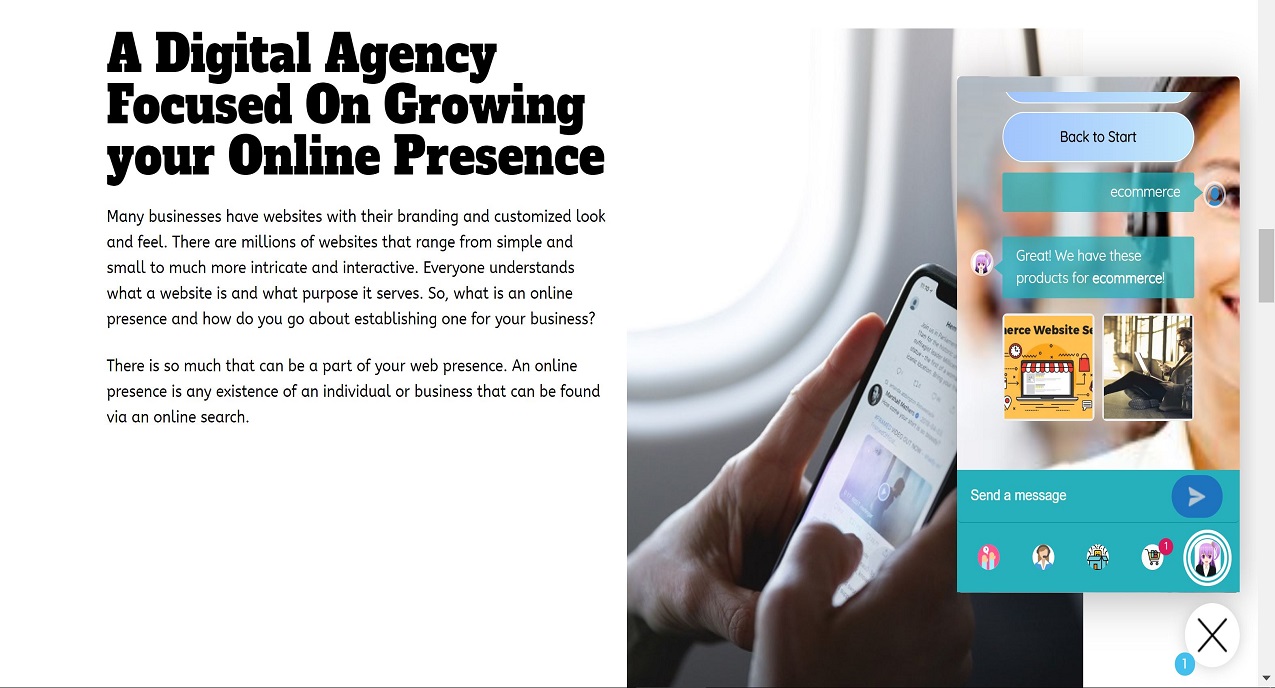 A Digital Agency
Focused On Growing
your Online Presence
Many businesses have websites with their branding and customized look
and feel. There are millions of websites that range from simple and
small to much more intricate and interactive. Everyone understands
what a website is and what purpose it serves. So, what is an online
presence and how do you go about establishing one for your business?
There is so much that can be a part of your web presence. An online
presence is any existence of an individual or business that can be found
via an online search.
Back to Start
ecommerce
Great! We have these
products for ecommerce!
erce Website Se
Send a message
1
1